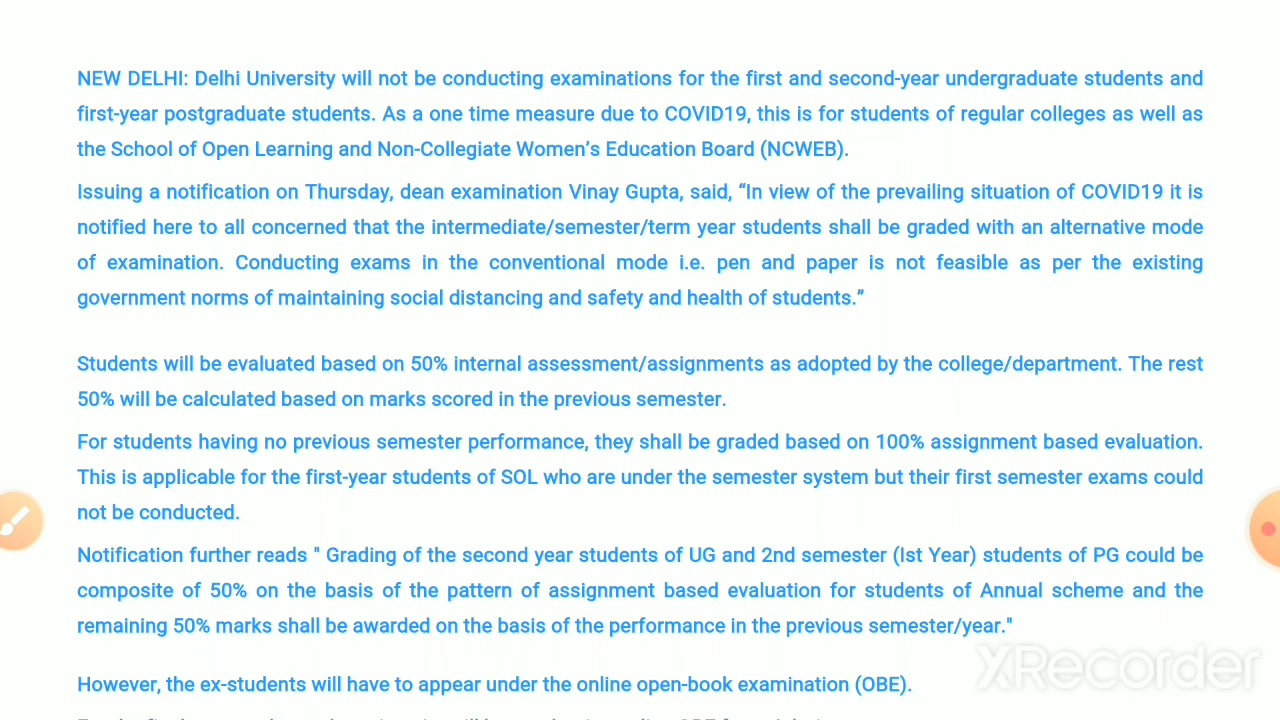 NEW DELHI: Delhi University will not be conducting examinations for the first and second-year undergraduate students and
first-year postgraduate students. As a one time measure due to COVID19, this is for students of regular colleges as well as
the School of Open Learning and Non-Collegiate Women’s Education Board (NCWEB).
Issuing a notification on Thursday, dean examination Vinay Gupta, said, “In view of the prevailing situation of COVID19 it is
notified here to all concerned that the intermediate/semester/term year students shall be graded with an alternative mode
of examination. Conducting exams in the conventional mode i.e. pen and paper is not feasible as per the existing
government norms of maintaining social distancing and safety and health of students.”
Students will be evaluated based on 50% internal assessment/assignments as adopted by the college/department. The rest
50% will be calculated based on marks scored in the previous semester.
For students having no previous semester performance, they shall be graded based on 100% assignment based evaluation.
This is applicable for the first-year students of SOL who are under the semester system but their first semester exams could
not be conducted.
Notification further reads " Grading of the second year students of UG and 2nd semester (Ist Year) students of PG could be
composite of 50% on the basis of the pattern of assignment based evaluation for students of Annual scheme and the
remaining 50% marks shall be awarded on the basis of the performance in the previous semester/year."
However, the ex-students will have to appear under the online open-book examination (OBE).
XRecorder